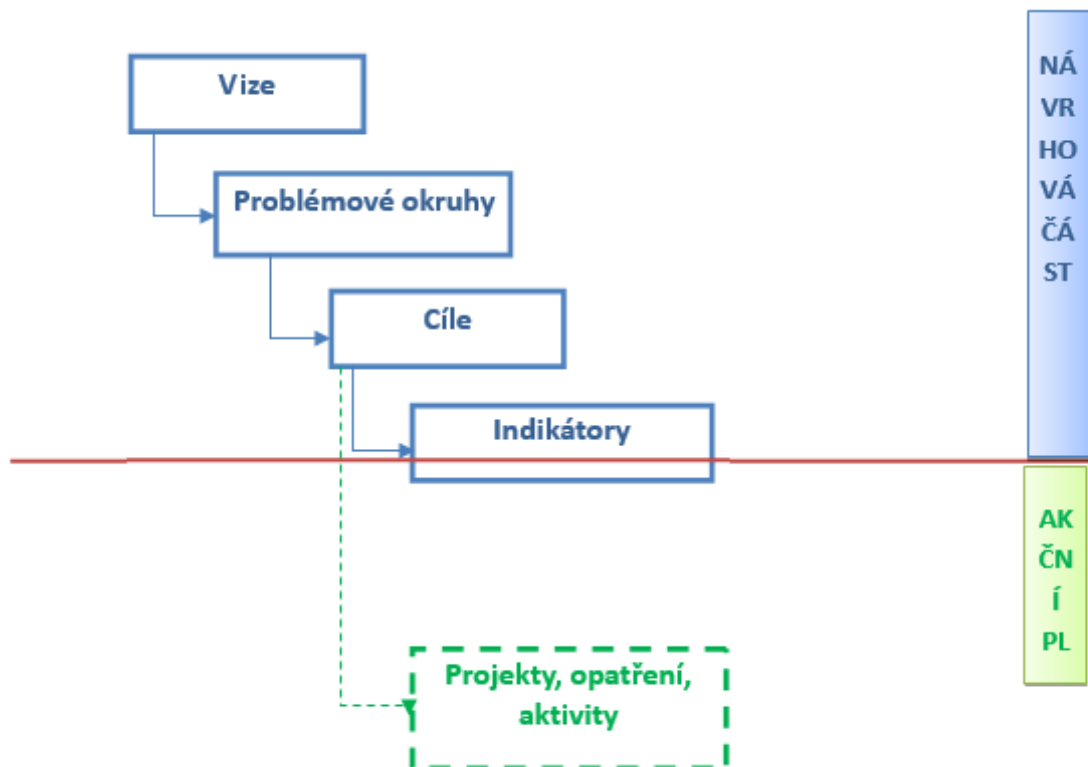 Vize
Problémové okruhy
Cíle
Indikátory
Projekty, opatření,
aktivity
NÁ
VR
HO
VÁ
ČÁ
ST
AK
ČN
Í
PL